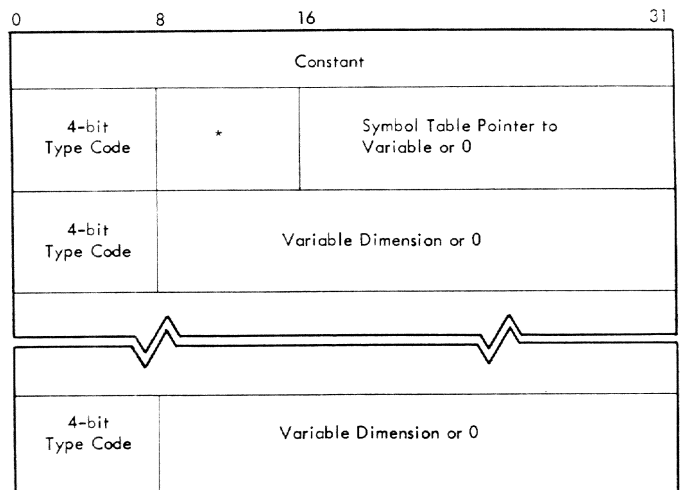 0 8 16 31
Constant
4-bit
Type Code
*
Symbol Table Pointer to
Variable or 0
4-bit
Type Code
Variable Dimension or 0
4-bit
Type Code
Variable Dimension or 0